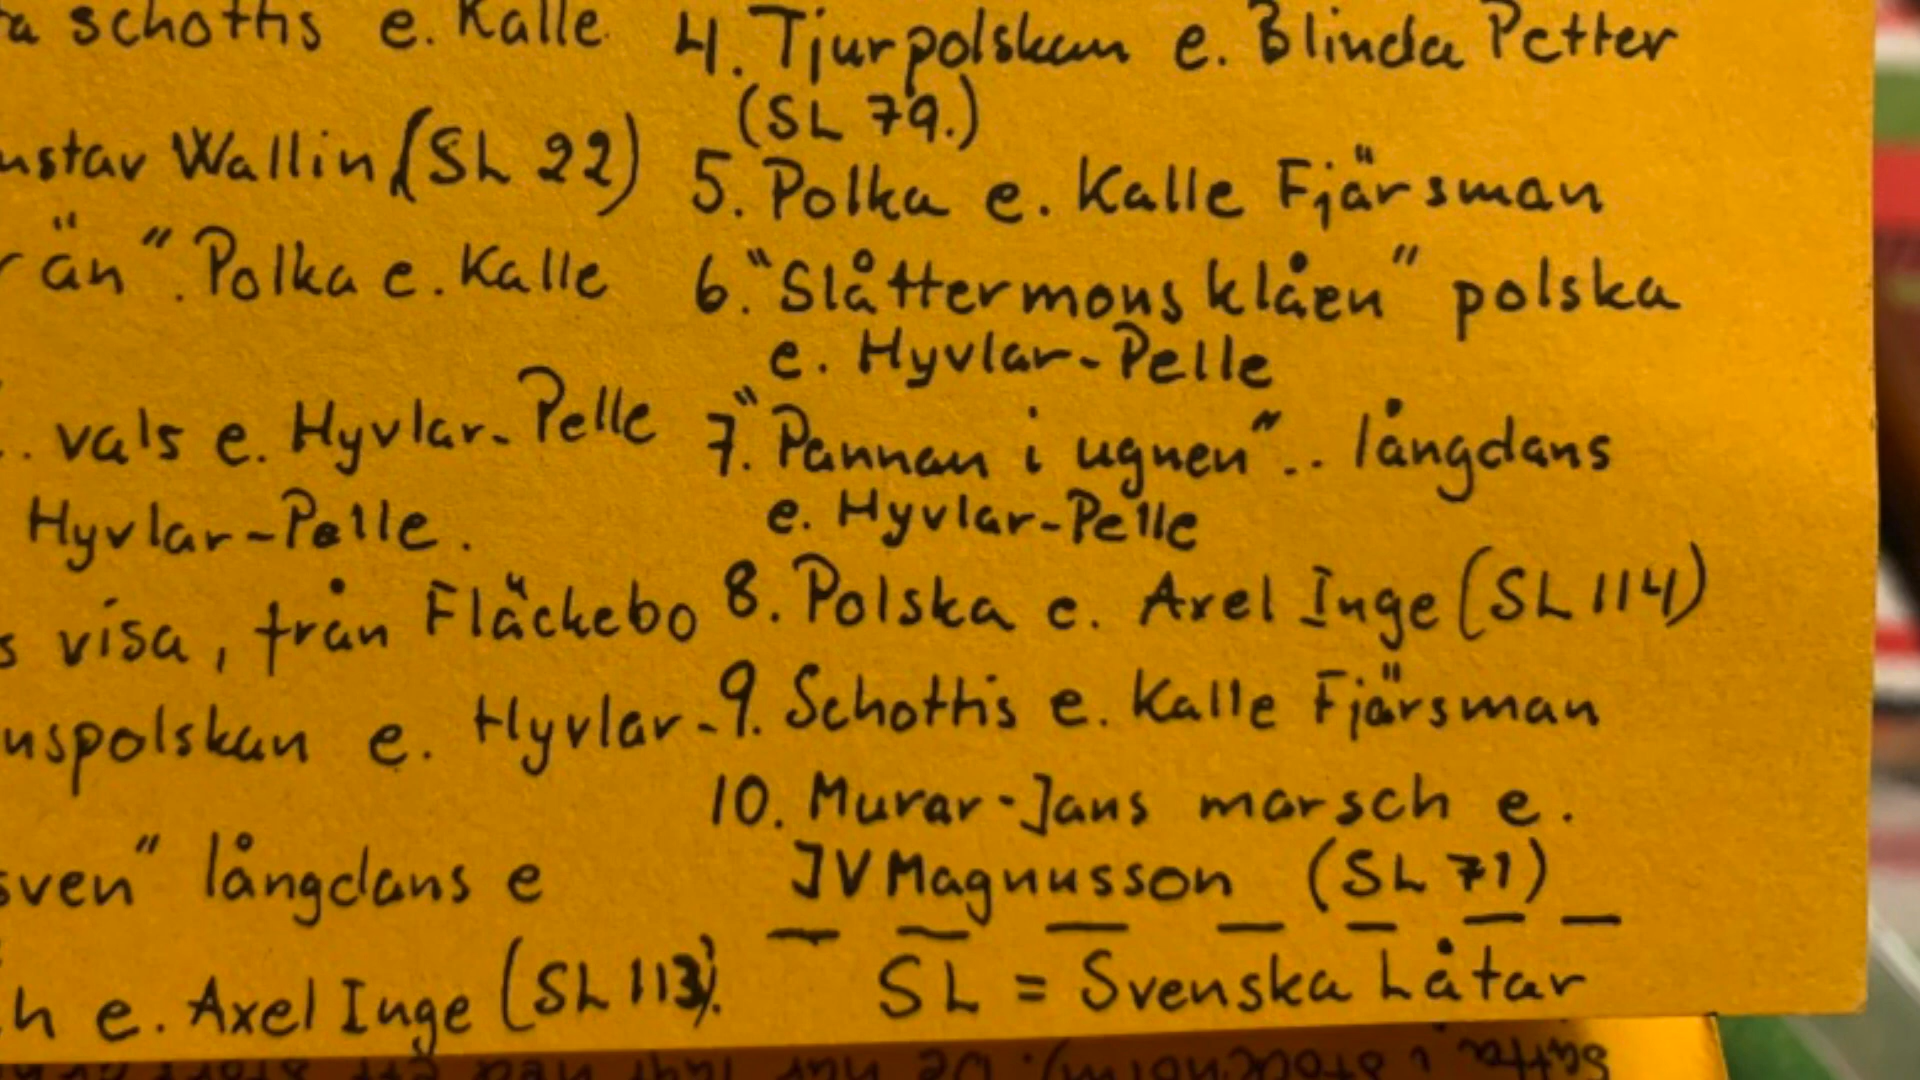 schottis e. Kalle
Wallin (SL 22)
än". Polka e. Kalle
vals e. Hyvlar-Pelle
Hyvlar-Pelle.
visa, från Fläckebo
e. Hyvlar-
" långdans e
e. Axel Inge (SL 113).
4. Tjurpolskan e. Blinda Petter
(SL 79.)
5. Polka e. Kalle Fjärsman
6. "Slåttermons klåen" polska
e. Hyvlar-Pelle
7. "Pannan i ugnen".. långdans
e. Hyvlar-Pelle
8. Polska e. Axel Inge (SL 114)
9. Schottis e. Kalle Fjärsman
10. Murar-Jans marsch e.
JV Magnusson (SL 71)
SL = Svenska Låtar